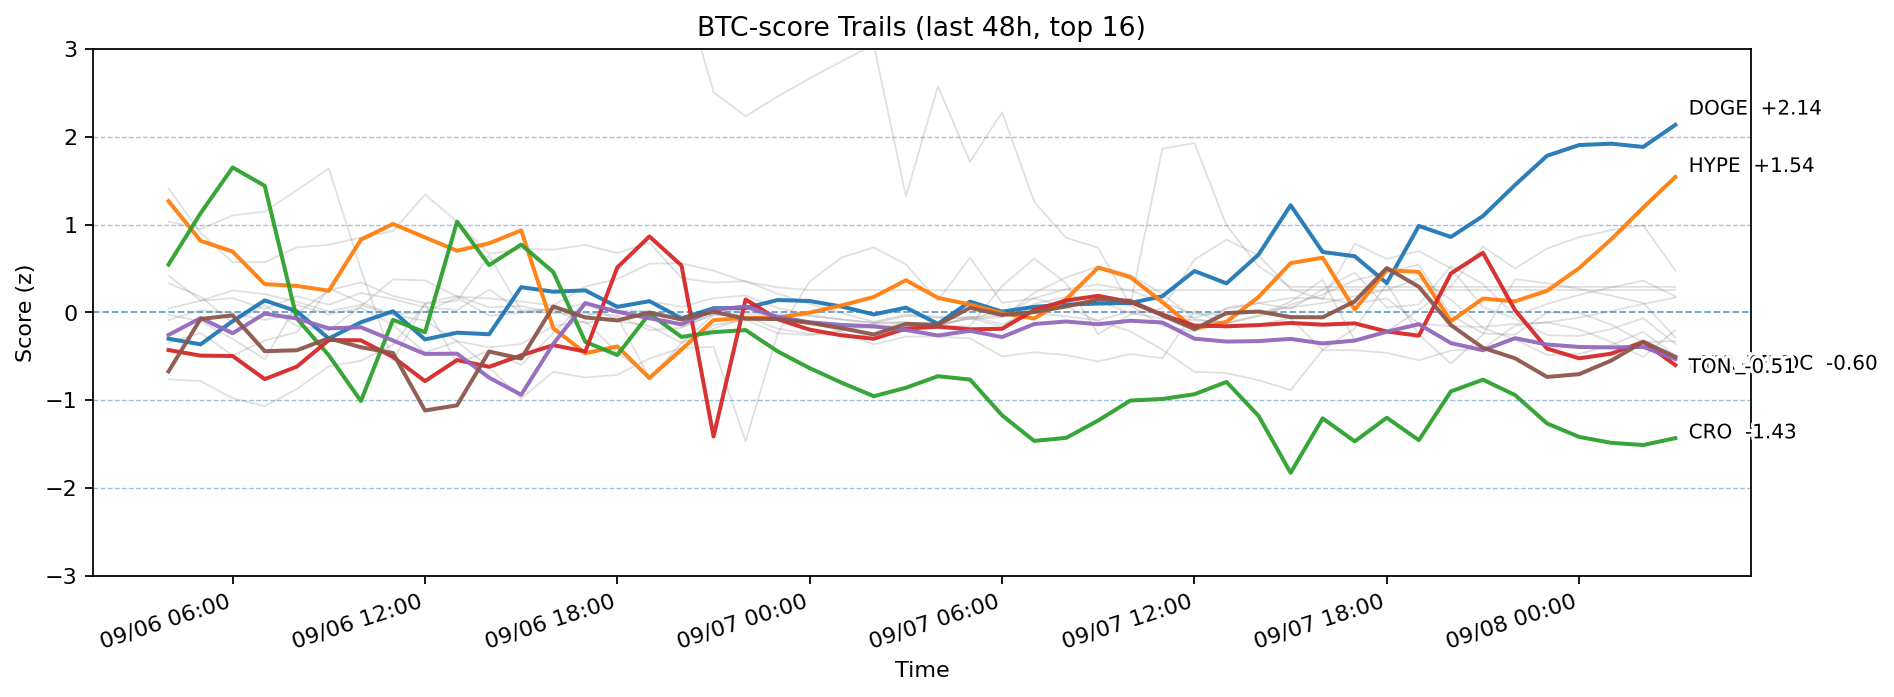 BTC-score Trails (last 48h, top 16)
3
DOGE +2.14
2
HYPE +1.54
1
0
Score (z)
TON -0.51
-0.60
−1
CRO -1.43
−2
−3
09/06 06:00
09/06 12:00
09/06 18:00
09/07 00:00
09/07 06:00
09/07 12:00
09/07 18:00
09/08 00:00
Time